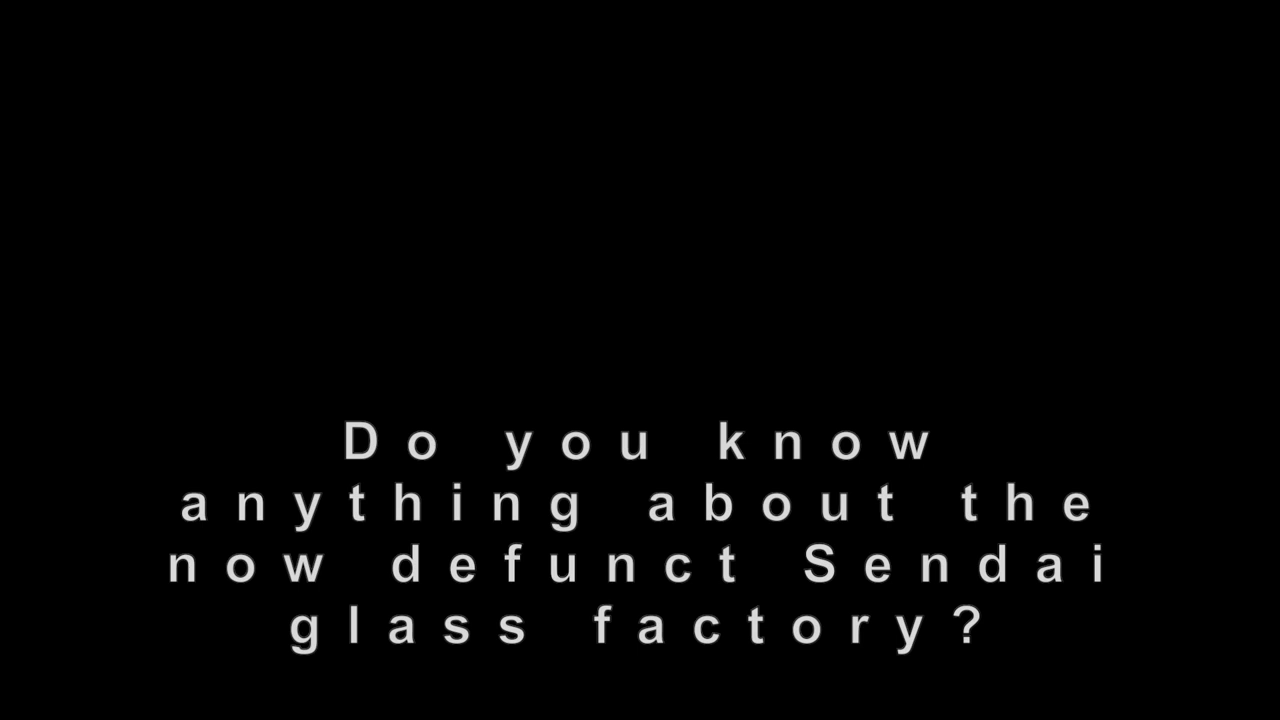 Do you know
anything about the
now defunct Sendai
glass factory?